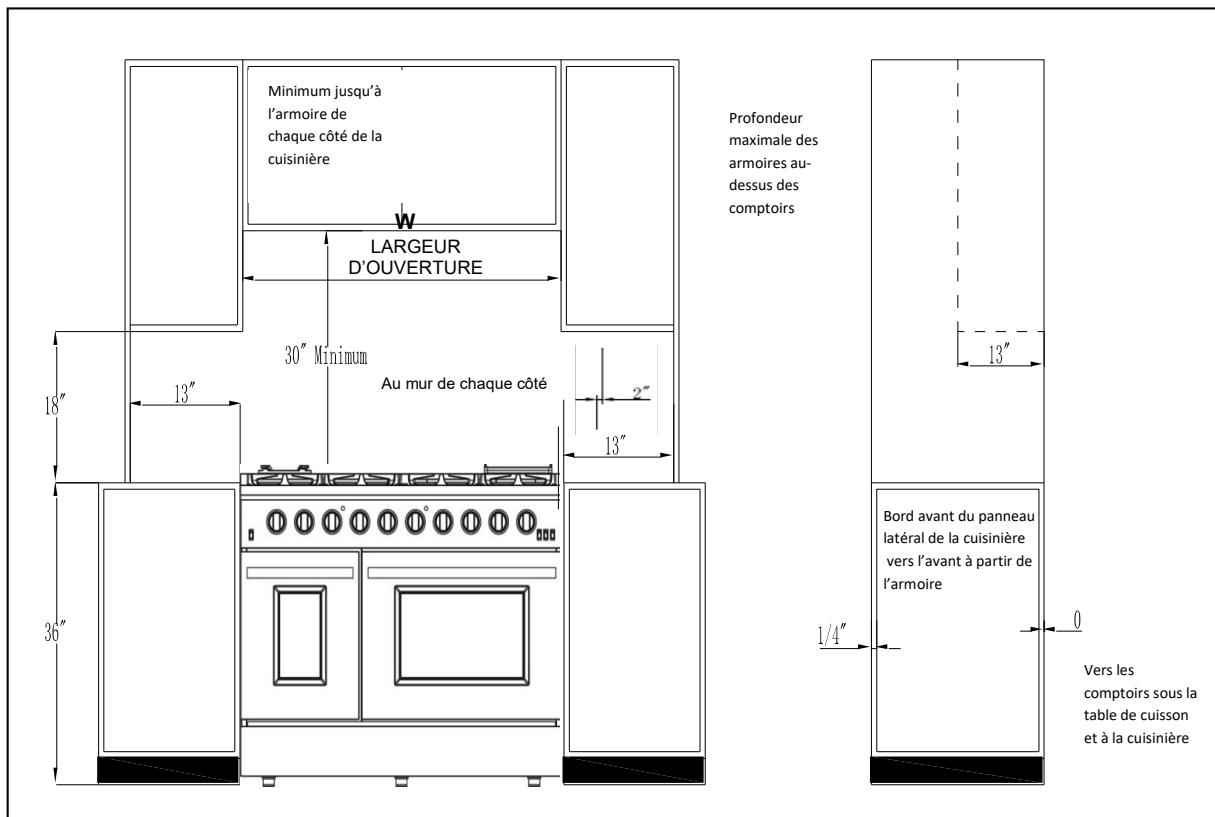 Minimum jusqu’à
l’armoire de
chaque côté de la
cuisinière
Profondeur
maximale des
armoires au-
dessus des
comptoirs
W
LARGEUR
D’OUVERTURE
30″ Minimum
13″
Au mur de chaque côté
2″
13″
18″
13″
36″
Bord avant du panneau
latéral de la cuisinière
vers l’avant à partir de
l’armoire
1/4″
0
Vers les
comptoirs sous la
table de cuisson
et à la cuisinière